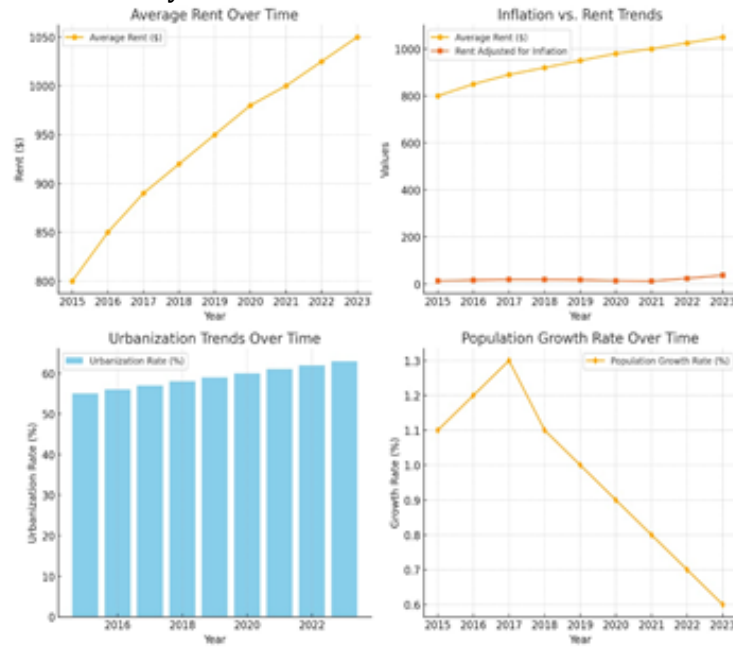 Average Rent Over Time
Average Rent ($)
1050
1000
950
900
850
800
Rent ($)
2015 2016 2017 2018 2019 2020 2021 2022 2023
Year
Inflation vs. Rent Trends
Average Rent ($)
Rent Adjusted for Inflation
1000
800
600
400
200
0
Values
2015 2016 2017 2018 2019 2020 2021 2022 2023
Year
Urbanization Trends Over Time
Urbanization Rate (%)
60
50
40
30
20
10
0
Urbanization Rate (%)
2016 2018 2020 2022
Year
Population Growth Rate Over Time
Population Growth Rate (%)
1.3
1.2
1.1
1.0
0.9
0.8
0.7
0.6
Growth Rate (%)
2015 2016 2017 2018 2019 2020 2021 2022 2023
Year